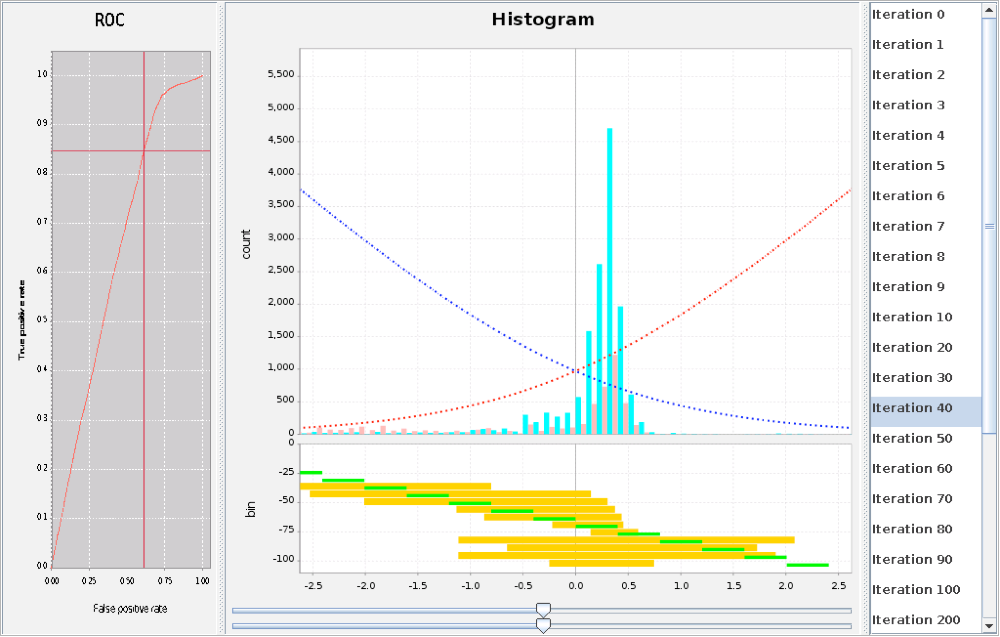 ROC
10
09
08
07
06
05
04
03
02
01
00
True positive rate
000 025 050 075 100
False positive rate
Histogram
5,500
5,000
4,500
4,000
3,500
3,000
2,500
2,000
1,500
1,000
500
0
count
0
-25
-50
-75
-100
bin
-2.5 -2.0 -1.5 -1.0 -0.5 0.0 0.5 1.0 1.5 2.0 2.5
Iteration 0
Iteration 1
Iteration 2
Iteration 3
Iteration 4
Iteration 5
Iteration 6
Iteration 7
Iteration 8
Iteration 9
Iteration 10
Iteration 20
Iteration 30
Iteration 40
Iteration 50
Iteration 60
Iteration 70
Iteration 80
Iteration 90
Iteration 100
Iteration 200